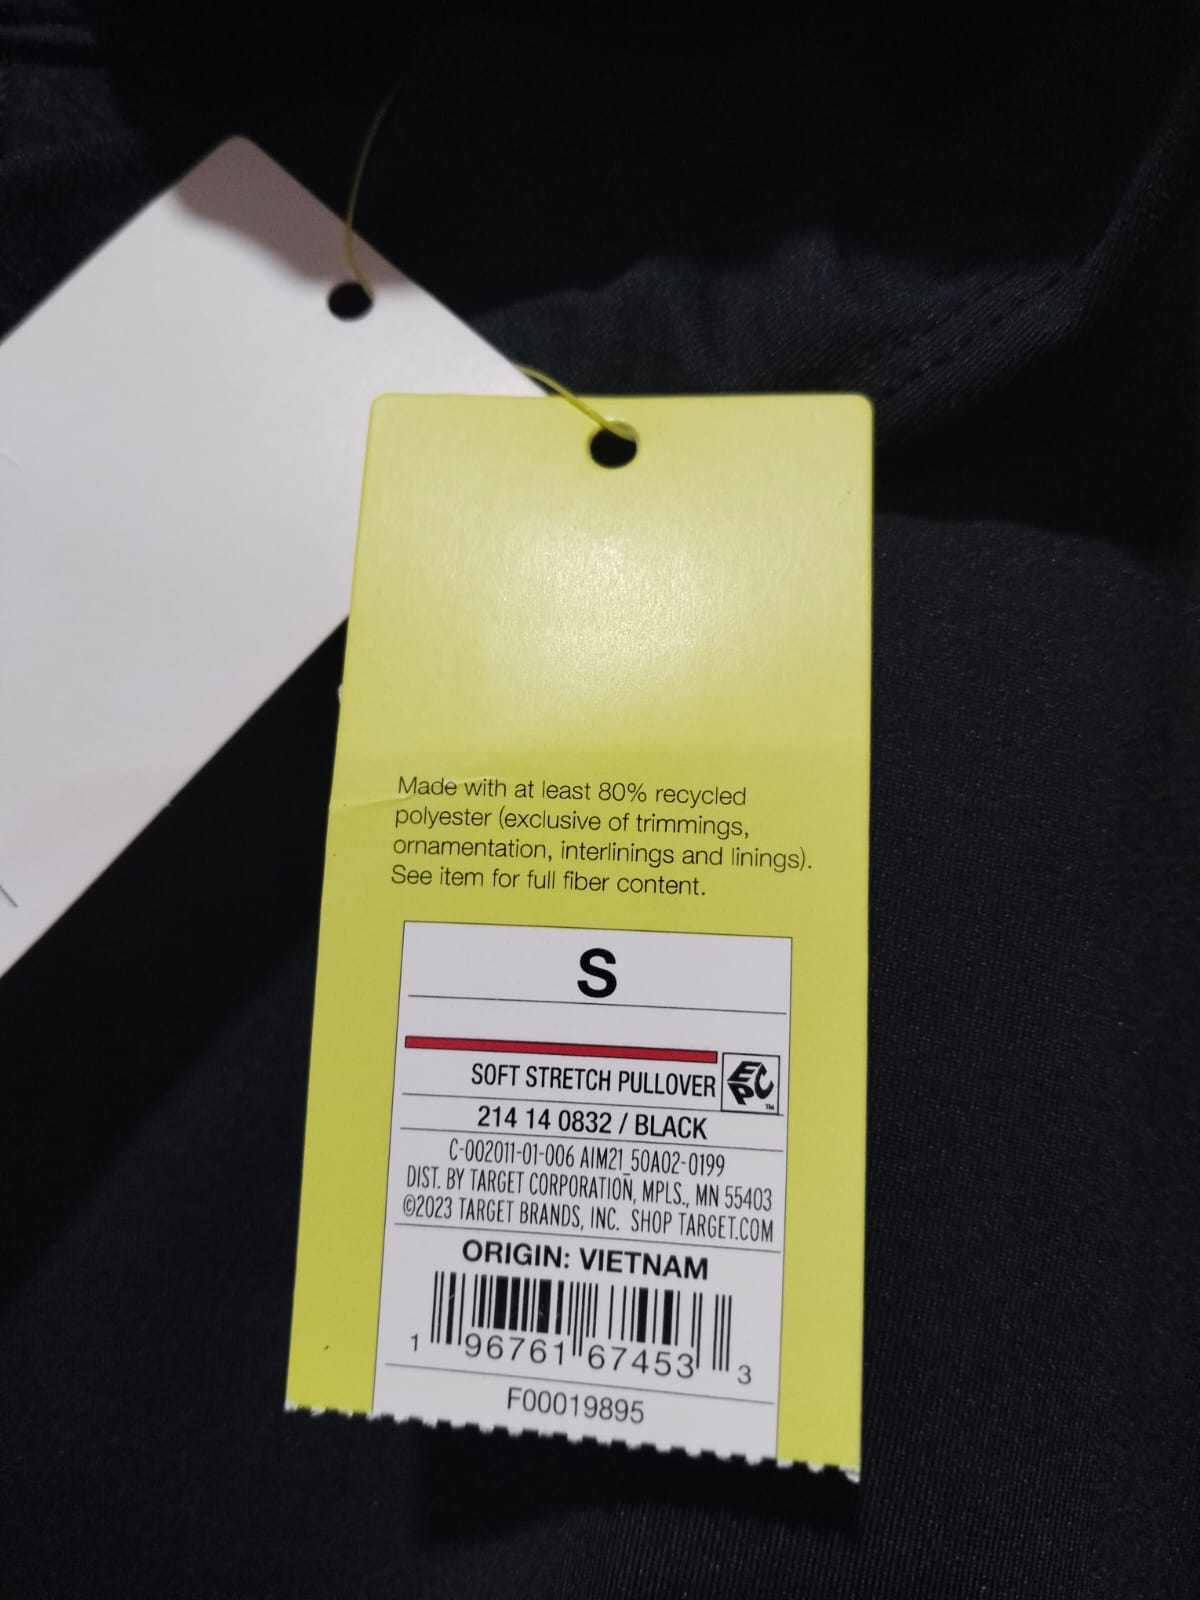 Made with at least 80% recycled
polyester (exclusive of trimmings,
ornamentation, interlinings and linings).
See item for full fiber content.
S
SOFT STRETCH PULLOVER
EPC™
214 14 0832 / BLACK
C-002011-01-006 AIM21_50A02-0199
DIST. BY TARGET CORPORATION, MPLS., MN 55403
©2023 TARGET BRANDS, INC. SHOP TARGET.COM
ORIGIN: VIETNAM
1 96761 67453 3
F00019895